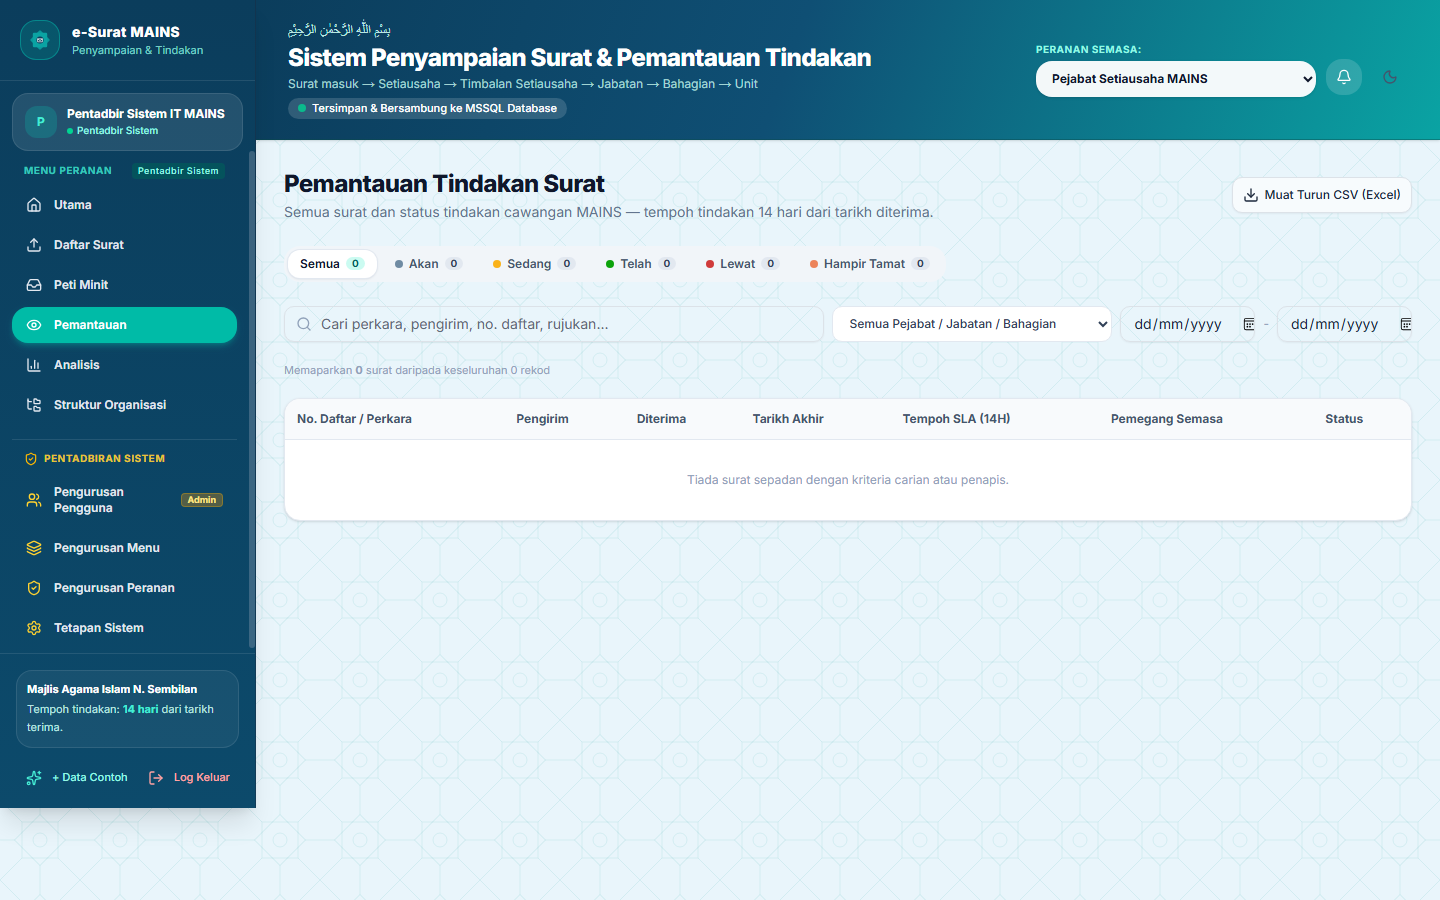 e-Surat MAINS
Penyampaian & Tindakan
P
Pentadbir Sistem IT MAINS
Pentadbir Sistem
MENU PERANAN
Pentadbir Sistem
Utama
Daftar Surat
Peti Minit
Pemantauan
Analisis
Struktur Organisasi
PENTADBIRAN SISTEM
Pengurusan
Pengguna
Admin
Pengurusan Menu
Pengurusan Peranan
Tetapan Sistem
Majlis Agama Islam N. Sembilan
Tempoh tindakan: 14 hari dari tarikh
terima.
+ Data Contoh
Log Keluar
بِسْمِ اللَّهِ الرَّحْمَٰنِ الرَّحِيْمِ
Sistem Penyampaian Surat & Pemantauan Tindakan
Surat masuk → Setiausaha → Timbalan Setiausaha → Jabatan → Bahagian → Unit
Tersimpan & Bersambung ke MSSQL Database
PERANAN SEMASA:
Pejabat Setiausaha MAINS
Pemantauan Tindakan Surat
Semua surat dan status tindakan cawangan MAINS — tempoh tindakan 14 hari dari tarikh diterima.
Muat Turun CSV (Excel)
Semua 0 Akan 0 Sedang 0 Telah 0 Lewat 0 Hampir Tamat 0
Cari perkara, pengirim, no. daftar, rujukan...
Semua Pejabat / Jabatan / Bahagian
dd/mm/yyyy - dd/mm/yyyy
Memaparkan 0 surat daripada keseluruhan 0 rekod
No. Daftar / Perkara Pengirim Diterima Tarikh Akhir Tempoh SLA (14H) Pemegang Semasa Status
Tiada surat sepadan dengan kriteria carian atau penapis.